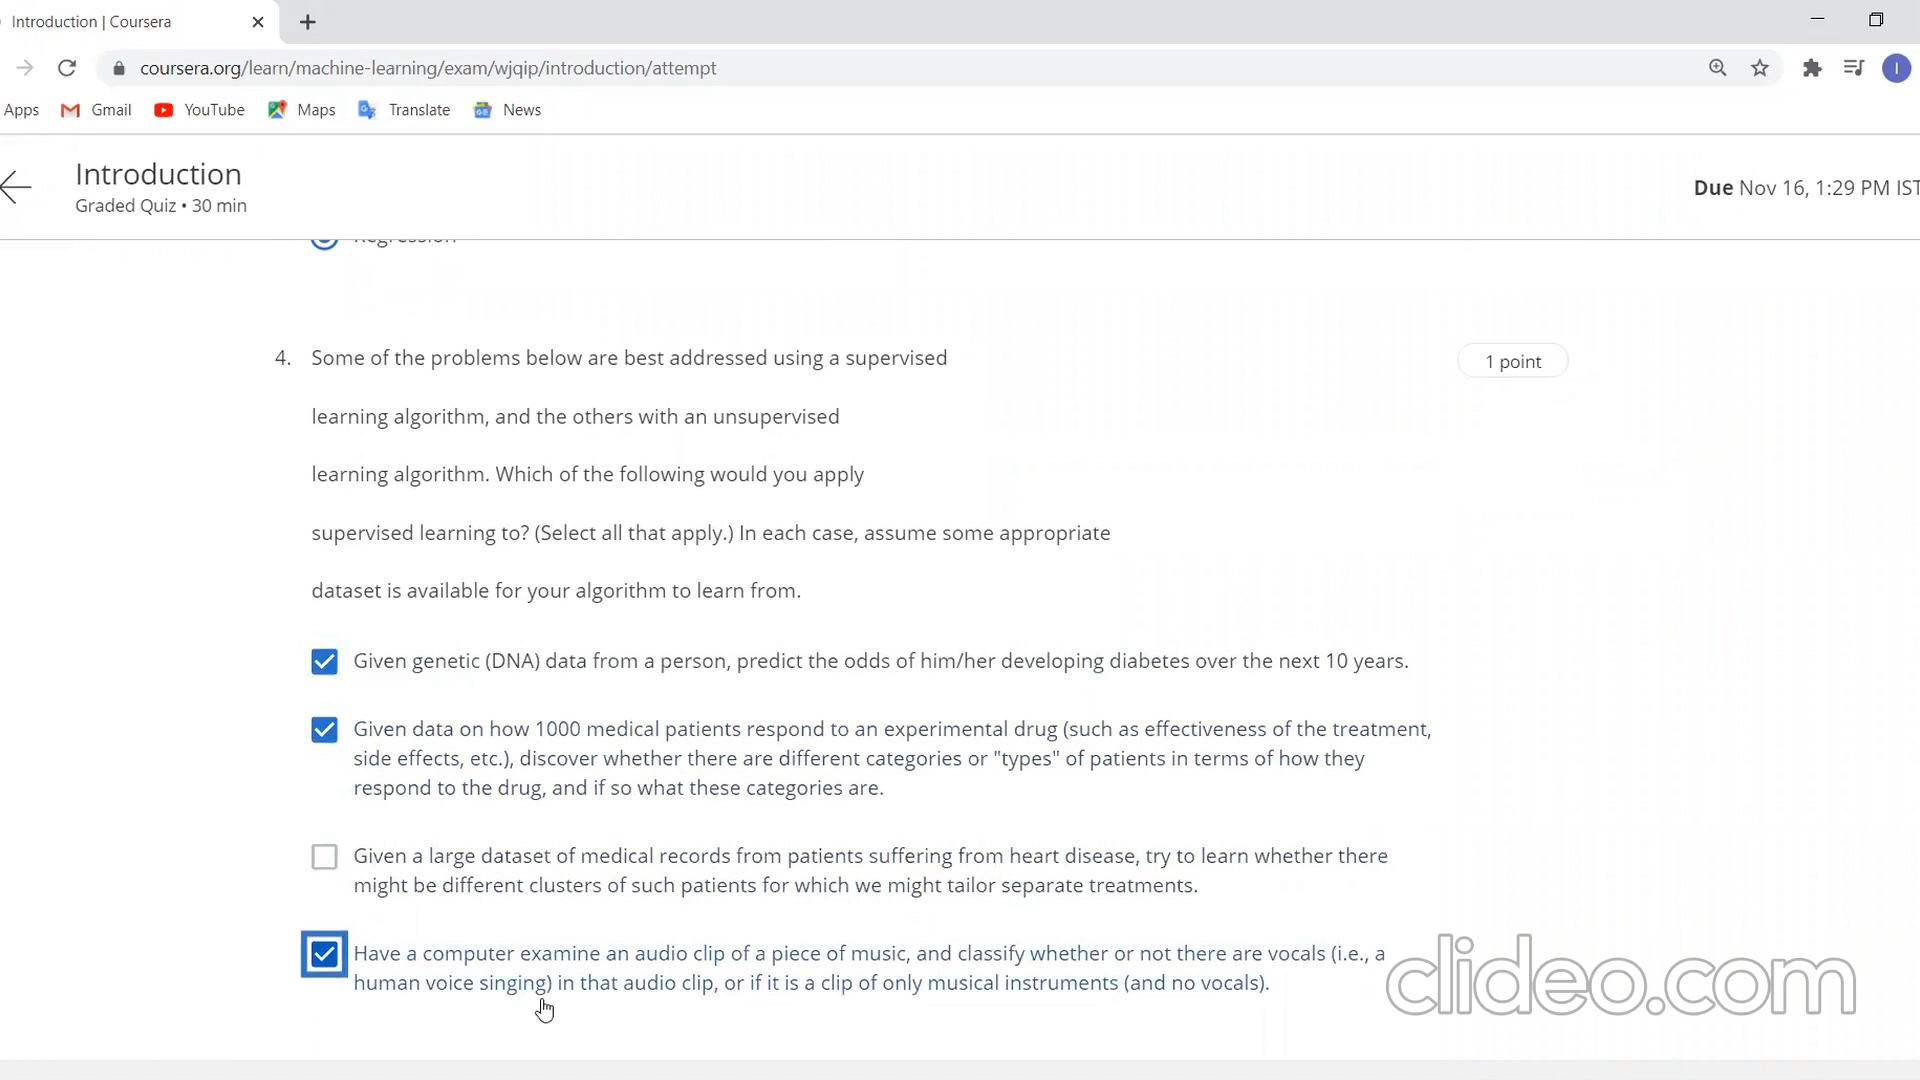 Introduction | Coursera
coursera.org/learn/machine-learning/exam/wjqip/introduction/attempt
I
Apps
Gmail
YouTube
Maps
Translate
News
Introduction
Graded Quiz • 30 min
Due Nov 16, 1:29 PM IST
Regression
4. Some of the problems below are best addressed using a supervised
1 point
learning algorithm, and the others with an unsupervised
learning algorithm. Which of the following would you apply
supervised learning to? (Select all that apply.) In each case, assume some appropriate
dataset is available for your algorithm to learn from.
Given genetic (DNA) data from a person, predict the odds of him/her developing diabetes over the next 10 years.
Given data on how 1000 medical patients respond to an experimental drug (such as effectiveness of the treatment,
side effects, etc.), discover whether there are different categories or "types" of patients in terms of how they
respond to the drug, and if so what these categories are.
Given a large dataset of medical records from patients suffering from heart disease, try to learn whether there
might be different clusters of such patients for which we might tailor separate treatments.
Have a computer examine an audio clip of a piece of music, and classify whether or not there are vocals (i.e., a
human voice singing) in that audio clip, or if it is a clip of only musical instruments (and no vocals).
clideo.com